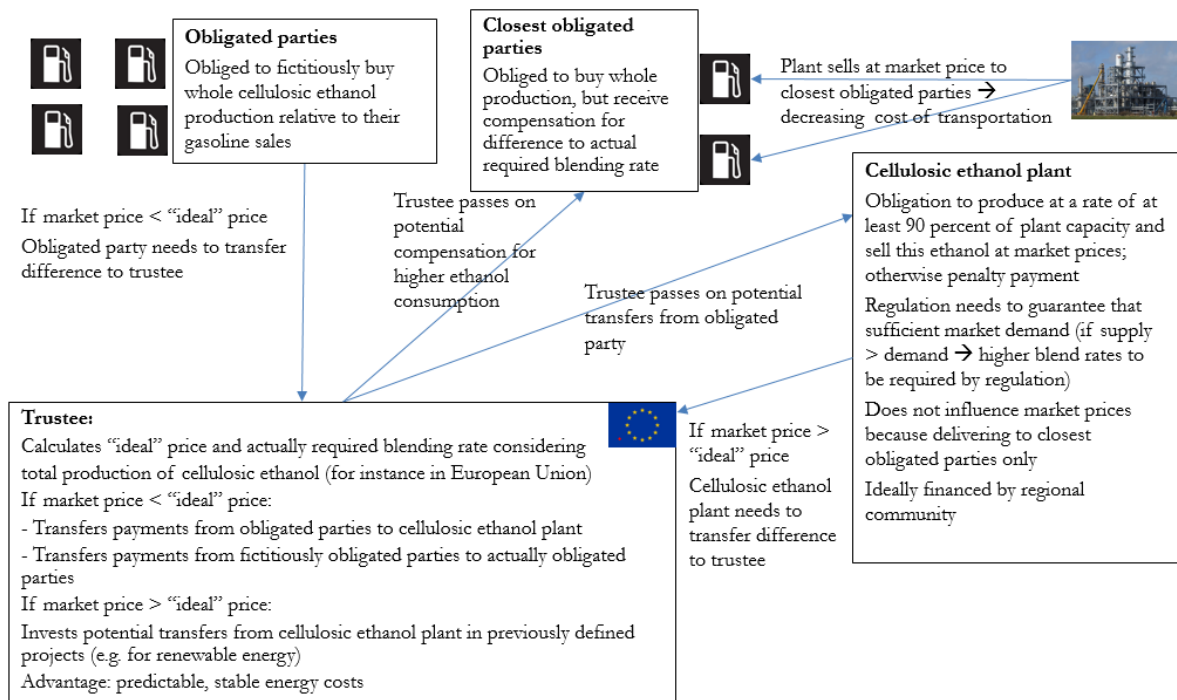 Obligated parties
Obliged to fictitiously buy
whole cellulosic ethanol
production relative to their
gasoline sales
Closest obligated
parties
Obliged to buy whole
production, but receive
compensation for
difference to actual
required blending rate
Plant sells at market price to
closest obligated parties →
decreasing cost of transportation
Cellulosic ethanol plant
Obligation to produce at a rate of at
least 90 percent of plant capacity and
sell this ethanol at market prices;
otherwise penalty payment
Regulation needs to guarantee that
sufficient market demand (if supply
> demand → higher blend rates to
be required by regulation)
Does not influence market prices
because delivering to closest
obligated parties only
Ideally financed by regional
community
If market price < “ideal” price
Obligated party needs to transfer
difference to trustee
Trustee passes on
potential
compensation for
higher ethanol
consumption
Trustee passes on potential
transfers from obligated
party
If market price >
“ideal” price
Cellulosic ethanol
plant needs to
transfer difference
to trustee
Trustee:
Calculates “ideal” price and actually required blending rate considering
total production of cellulosic ethanol (for instance in European Union)
If market price < “ideal” price:
- Transfers payments from obligated parties to cellulosic ethanol plant
- Transfers payments from fictitiously obligated parties to actually obligated
parties
If market price > “ideal” price:
Invests potential transfers from cellulosic ethanol plant in previously defined
projects (e.g. for renewable energy)
Advantage: predictable, stable energy costs